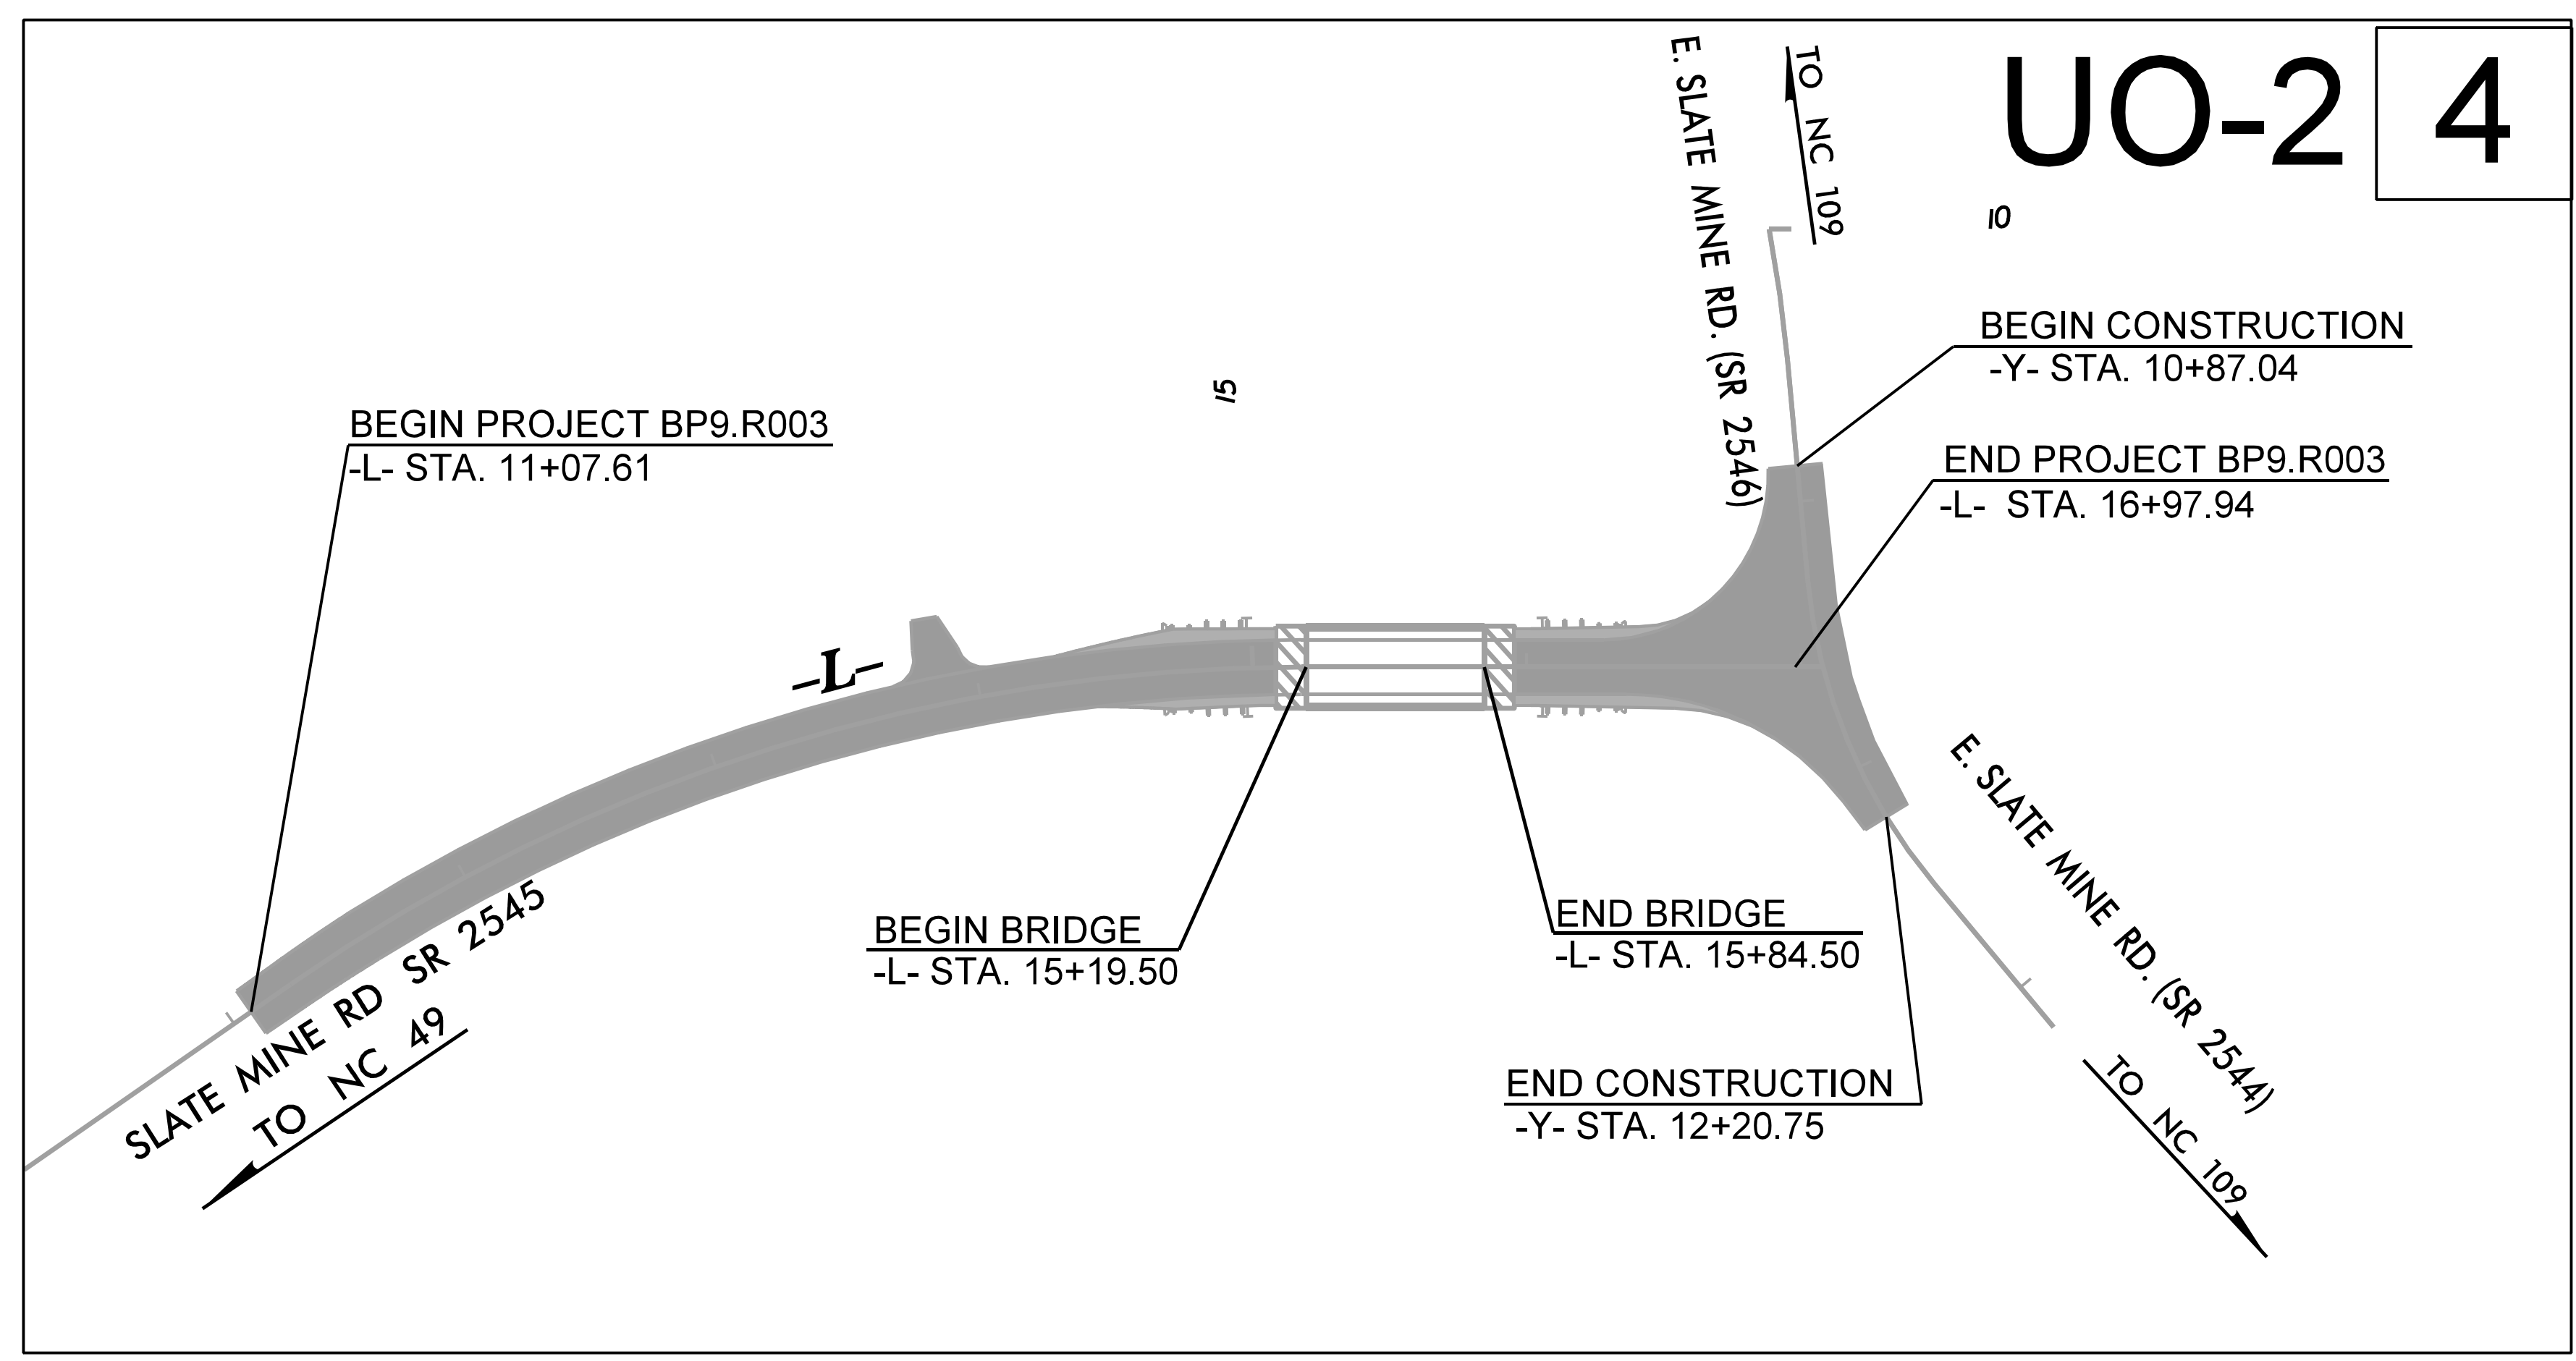 UO-2
4
E. SLATE MINE RD. (SR 2546)
TO NC 109
10
BEGIN CONSTRUCTION
-Y- STA. 10+87.04
15
BEGIN PROJECT BP9.R003
-L- STA. 11+07.61
END PROJECT BP9.R003
-L- STA. 16+97.94
-L-
SLATE MINE RD SR 2545
TO NC 49
BEGIN BRIDGE
-L- STA. 15+19.50
END BRIDGE
-L- STA. 15+84.50
E. SLATE MINE RD. (SR 2544)
TO NC 109
END CONSTRUCTION
-Y- STA. 12+20.75